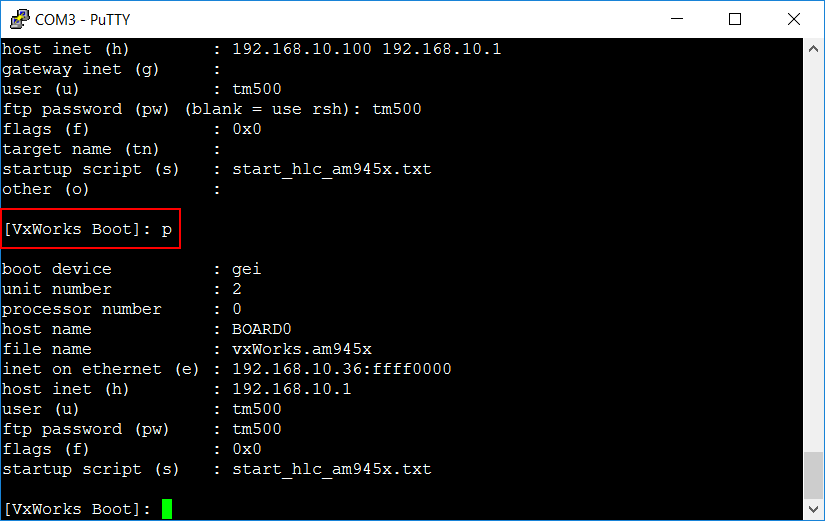 COM3 - PuTTY
host inet (h)        : 192.168.10.100 192.168.10.1
gateway inet (g)     :
user (u)             : tm500
ftp password (pw) (blank = use rsh): tm500
flags (f)            : 0x0
target name (tn)     :
startup script (s)   : start_hlc_am945x.txt
other (o)            :
[VxWorks Boot]: p
boot device          : gei
unit number          : 2
processor number     : 0
host name            : BOARD0
file name            : vxWorks.am945x
inet on ethernet (e) : 192.168.10.36:ffff0000
host inet (h)        : 192.168.10.1
user (u)             : tm500
ftp password (pw)    : tm500
flags (f)            : 0x0
startup script (s)   : start_hlc_am945x.txt
[VxWorks Boot]: